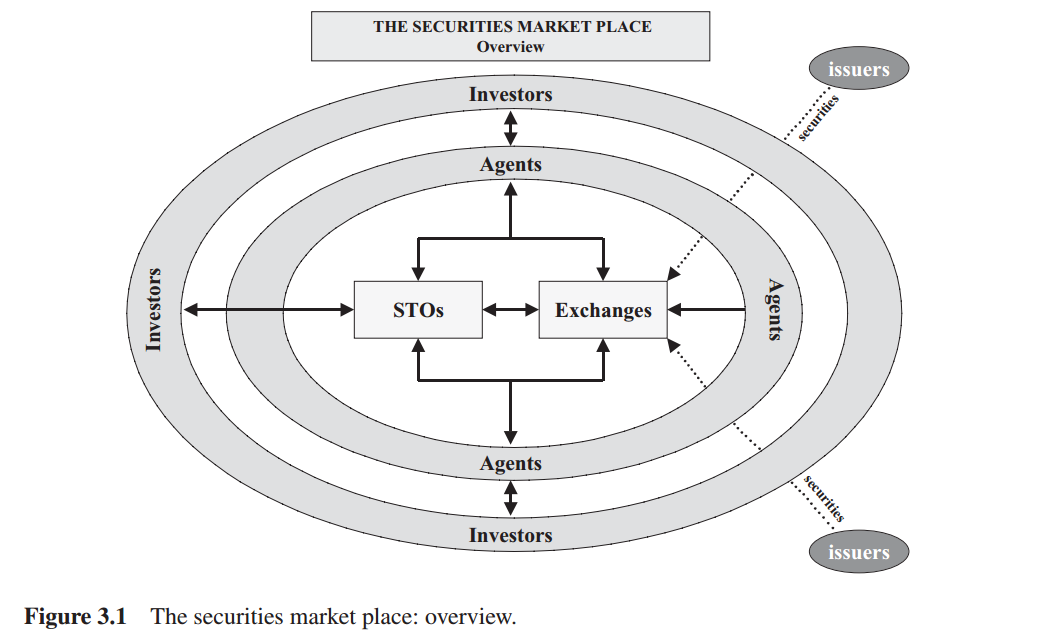 THE SECURITIES MARKET PLACE
Overview
issuers
securities
Investors
Agents
Investors
STOs
Exchanges
Agents
Agents
Investors
securities
issuers
Figure 3.1 The securities market place: overview.